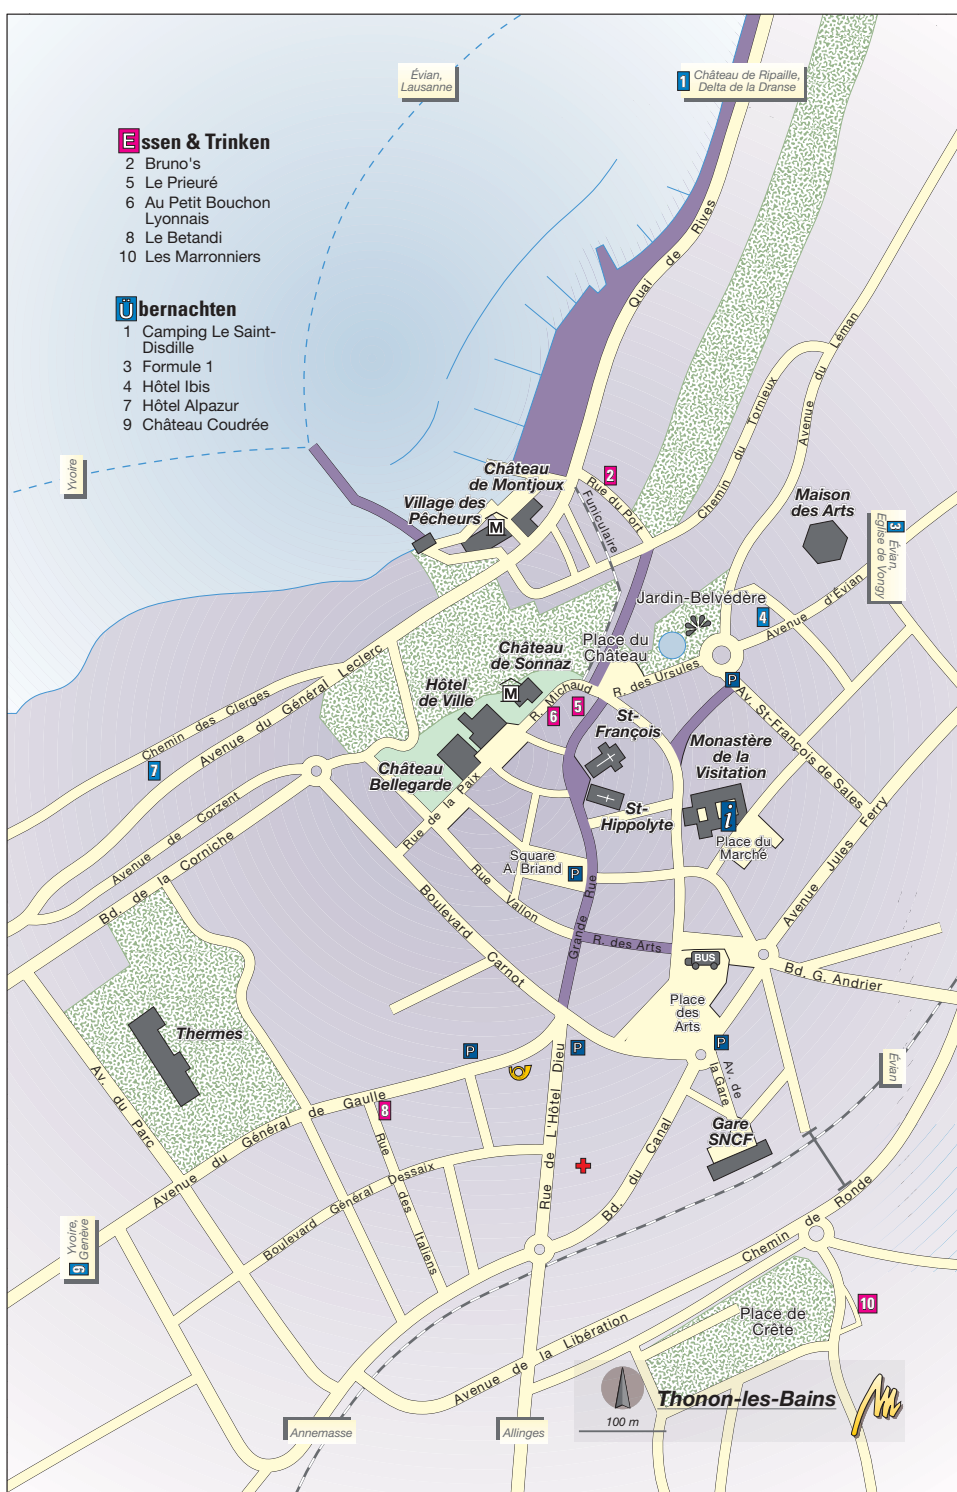 Évian,
Lausanne
1 Château de Ripaille,
Delta de la Dranse
Essen & Trinken
2 Bruno's
5 Le Prieuré
6 Au Petit Bouchon
Lyonnais
8 Le Betandi
10 Les Marronniers
Übernachten
1 Camping Le Saint-
Disdille
3 Formule 1
4 Hôtel Ibis
7 Hôtel Alpazur
9 Château Coudrée
Quai de Rives
Avenue du Léman
Chemin du Tornieux
Yvoire
Château
de Montjoux
2
Rue du Port
Village des
Pêcheurs
M
Funiculaire
Maison
des Arts
3
Évian,
Eglise de Vongy
Jardin-Belvédère
4
Avenue d'Évian
Place du
Château
Château
de Sonnaz
M
R. des Ursules
P
Hôtel
de Ville
R. Michaud
5
6
St-
François
Av. St-François de Sales
Chemin des Clerges
Avenue du Général Leclerc
7
Monastère
de la
Visitation
Château
Bellegarde
Rue de la Paix
St-
Hippolyte
i
Place du
Marché
Avenue Jules Ferry
Avenue de Corzent
Bd. de la Corniche
Square
A. Briand
P
Rue Vallon
Boulevard Carnot
Grande Rue
R. des Arts
BUS
Bd. G. Andrier
Place
des
Arts
Thermes
P
P
P
Av. de
la Gare
Évian
Av. du Parc
Avenue du Général de Gaulle
8
Rue des Italiens
Rue de L'Hôtel Dieu
Gare
SNCF
Boulevard Général Dessaix
Bd. du Canal
Chemin de Ronde
Yvoire,
Genève
9
Avenue de la Libération
10
Place de
Crête
Thonon-les-Bains
100 m
Annemasse
Allinges